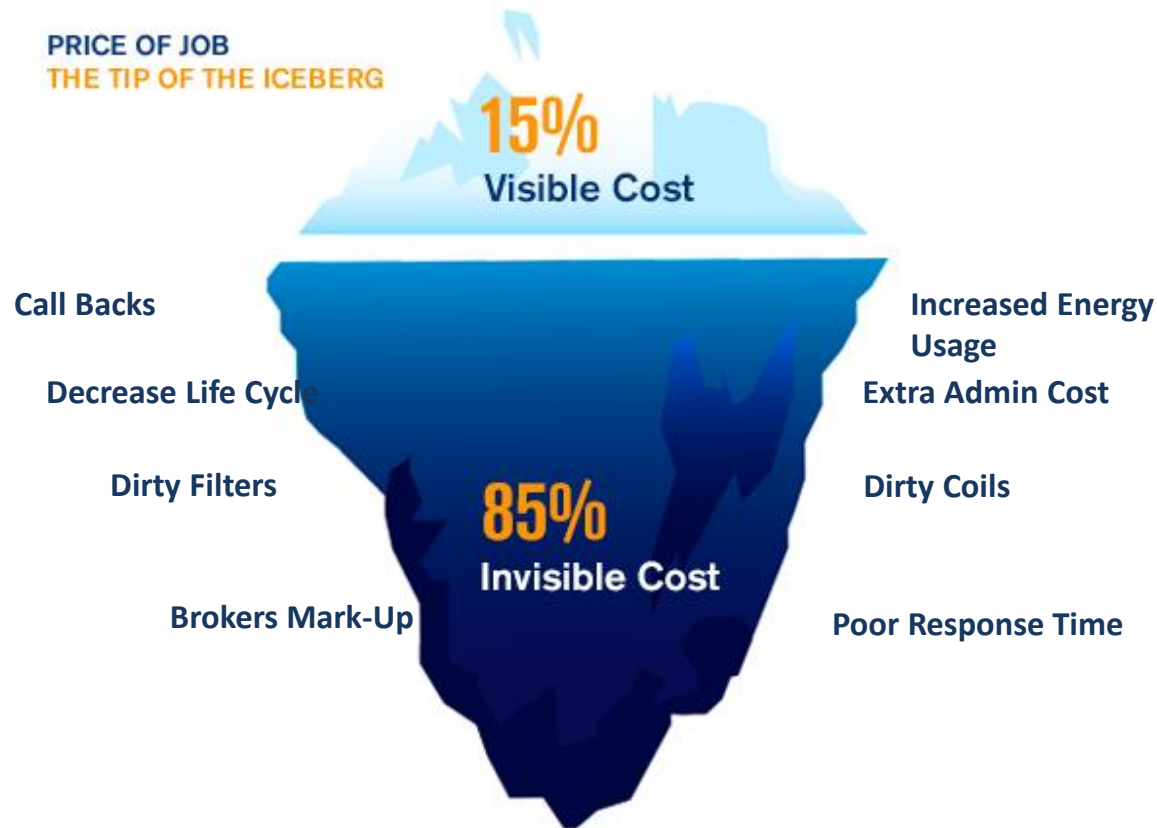 PRICE OF JOB
THE TIP OF THE ICEBERG
15%
Visible Cost
Call Backs
Increased Energy
Usage
Decrease Life Cycle
Extra Admin Cost
Dirty Filters
Dirty Coils
85%
Invisible Cost
Brokers Mark-Up
Poor Response Time